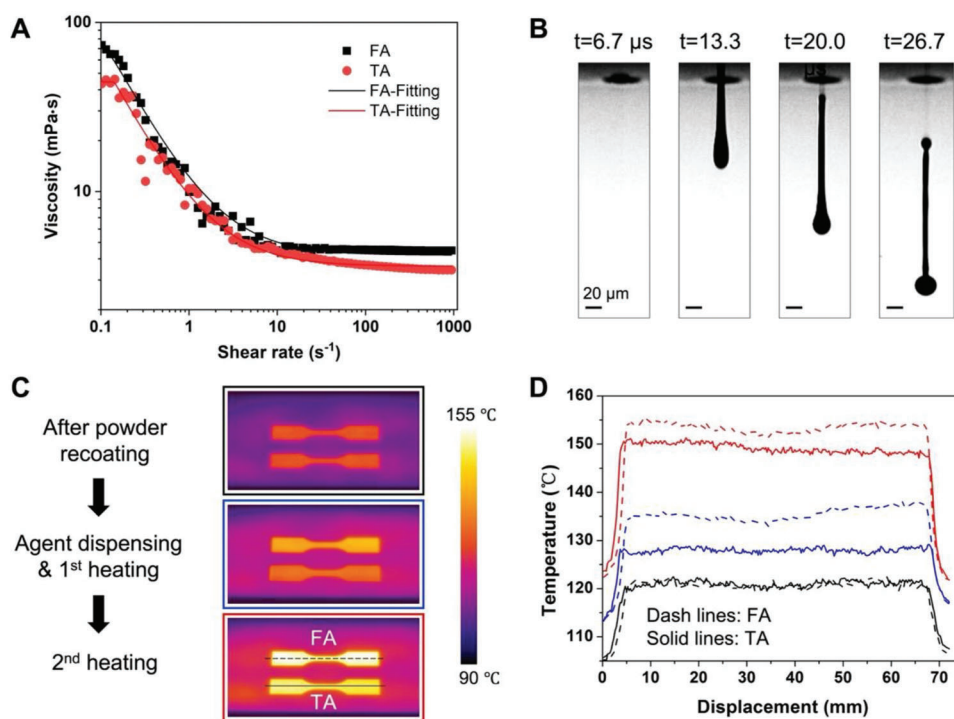 A
Viscosity (mPa·s)
100
10
FA
TA
FA-Fitting
TA-Fitting
0.1 1 10 100 1000
Shear rate (s⁻¹)
B
t=6.7 µs t=13.3 t=20.0 t=26.7
µs
20 µm
C
After powder
recoating
Agent dispensing
& 1st heating
2nd heating
FA
TA
155 ℃
90 ℃
D
Temperature (℃)
160
150
140
130
120
110
Dash lines: FA
Solid lines: TA
0 10 20 30 40 50 60 70
Displacement (mm)